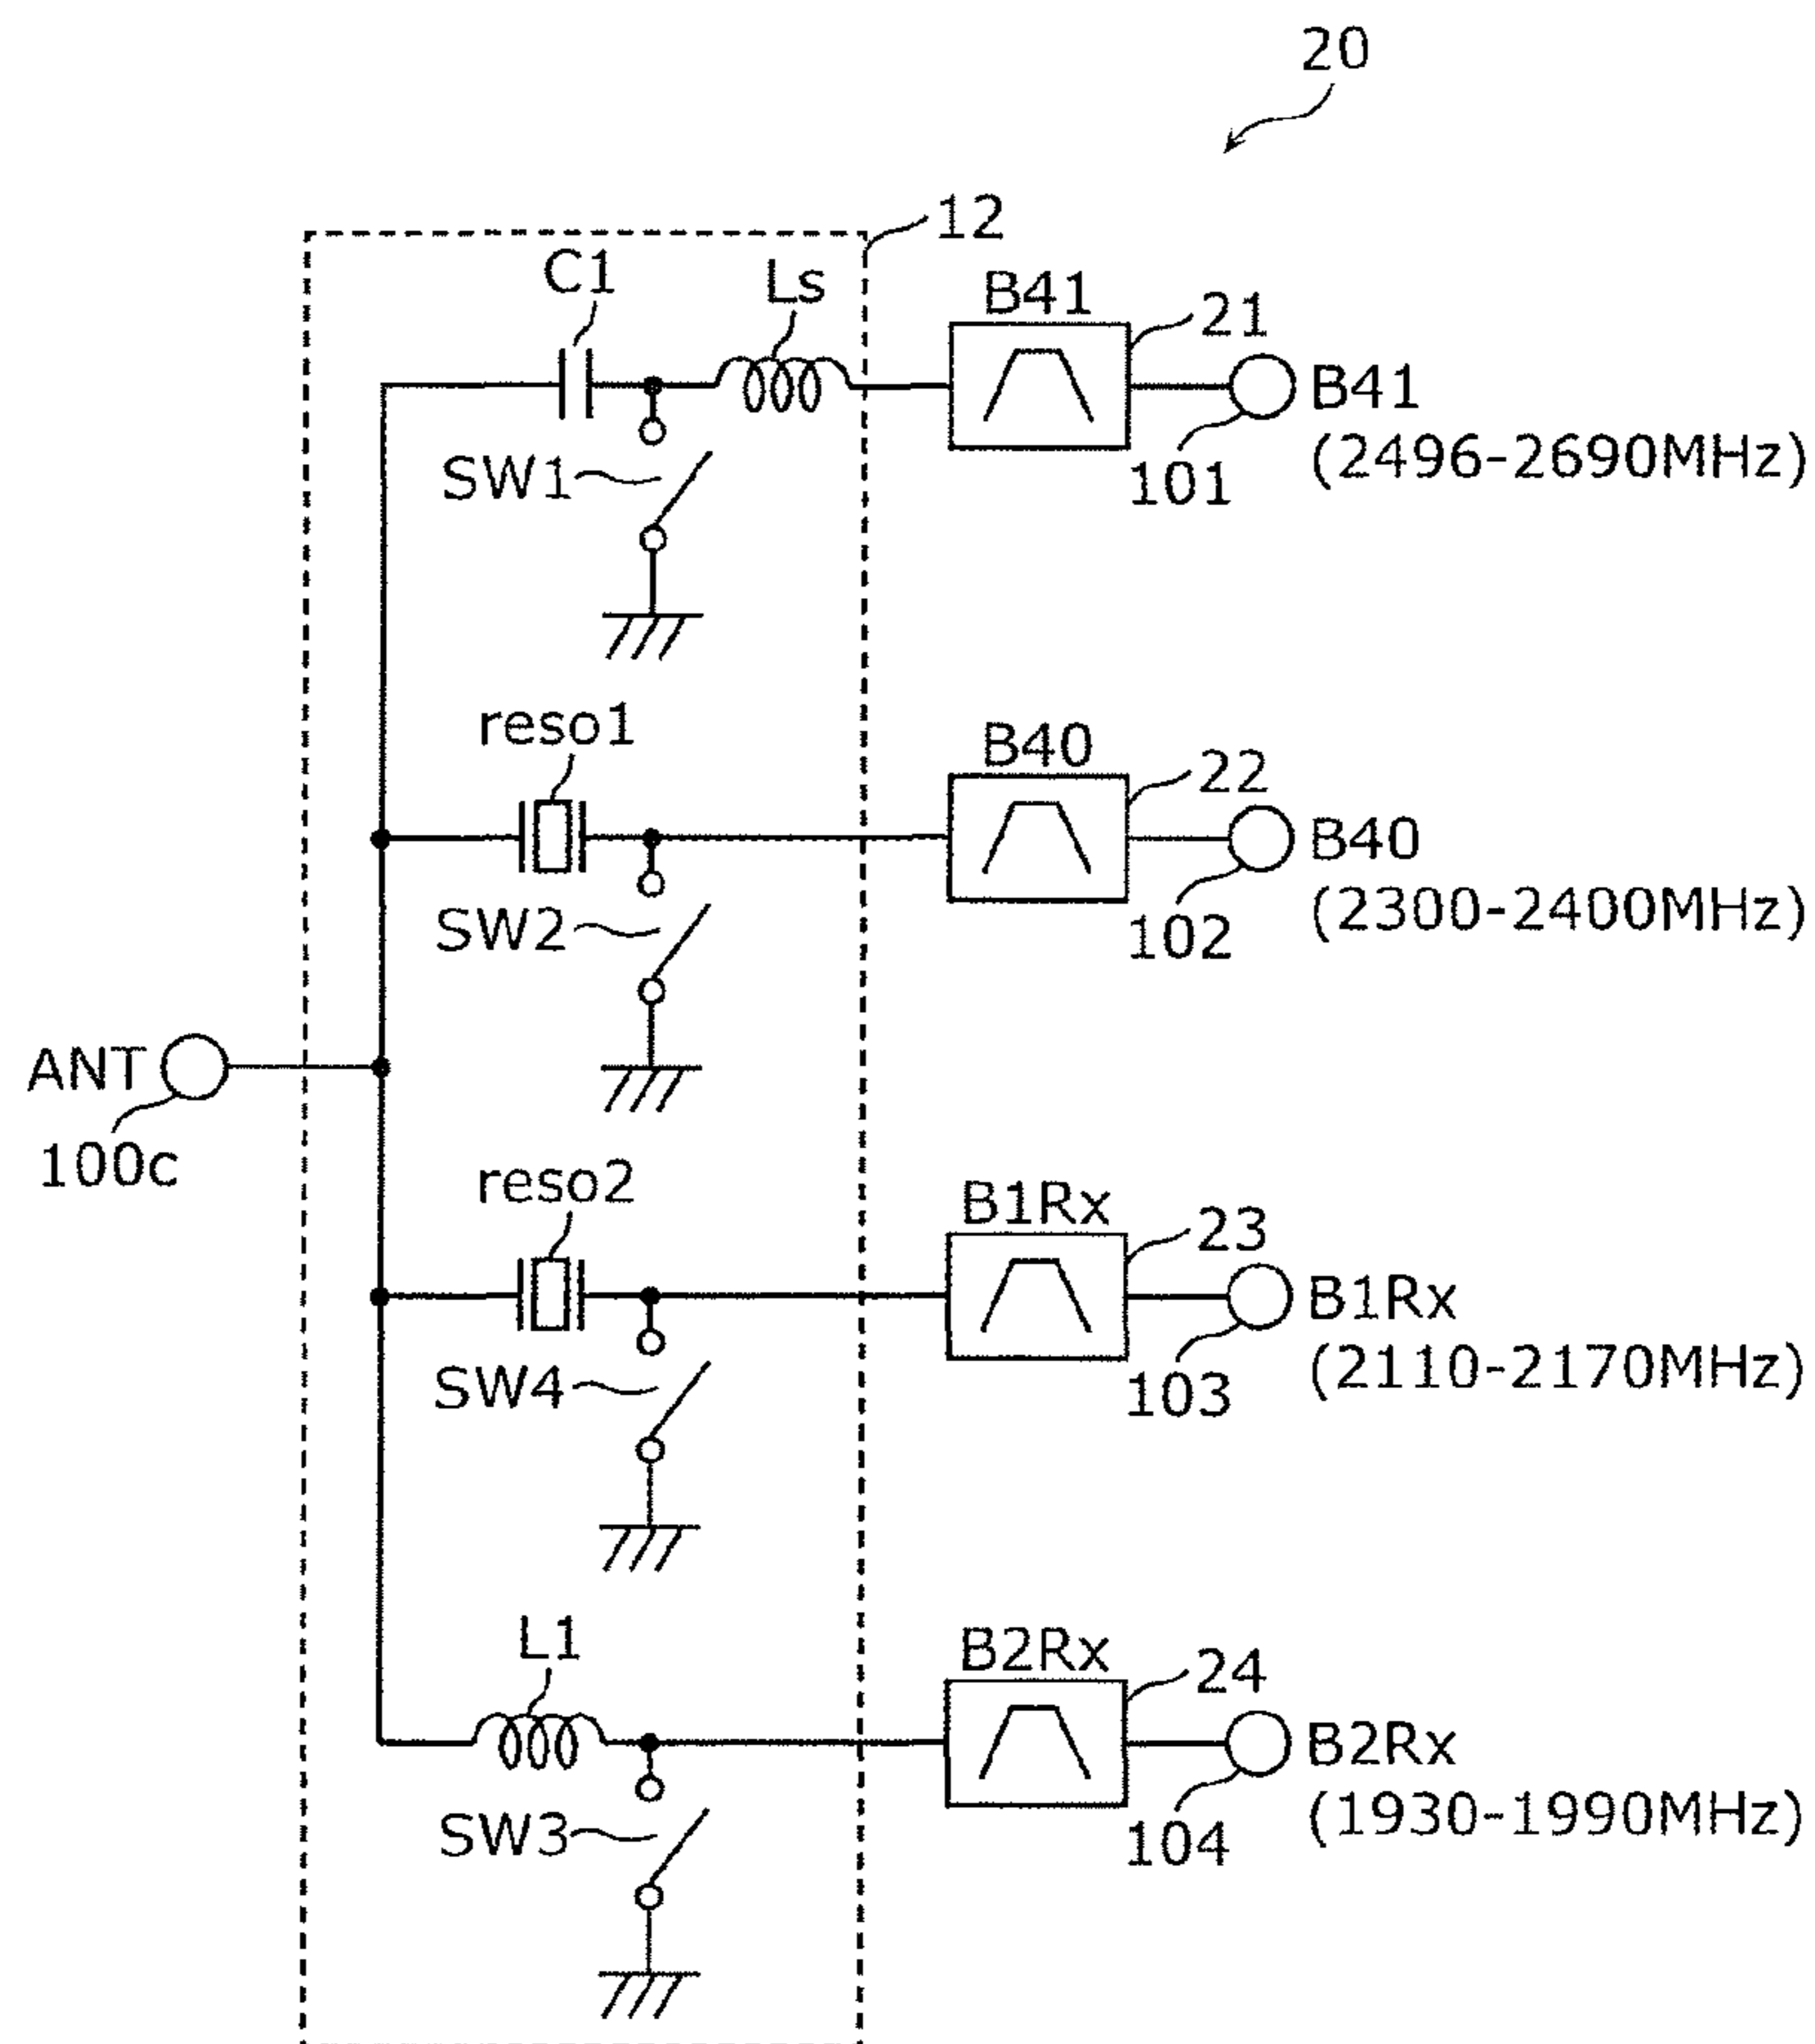 20
12
C1
Ls
B41
21
SW1
101
B41
(2496-2690MHz)
reso1
B40
22
SW2
102
B40
(2300-2400MHz)
ANT
100c
reso2
B1Rx
23
SW4
103
B1Rx
(2110-2170MHz)
L1
B2Rx
24
SW3
104
B2Rx
(1930-1990MHz)